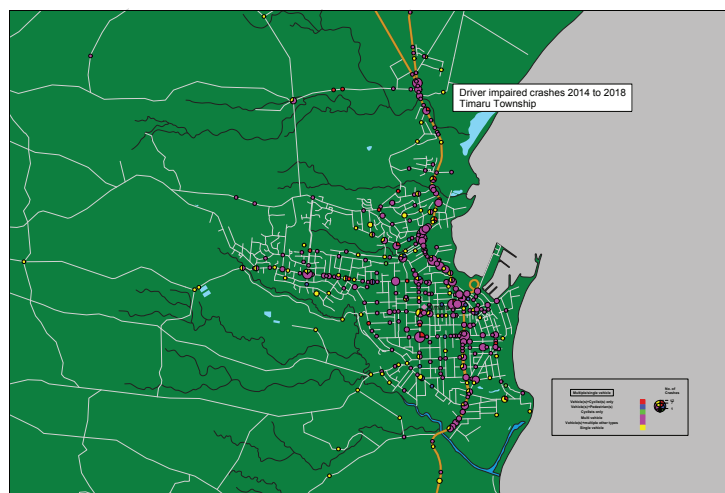 Driver impaired crashes 2014 to 2018
Timaru Township
Multiple/single vehicle
Vehicle(s)+Cyclist(s) only
Vehicle(s)+Pedestrian(s)
Cyclists only
Multi vehicle
Vehicle(s)+multiple other types
Single vehicle
No. of
Crashes